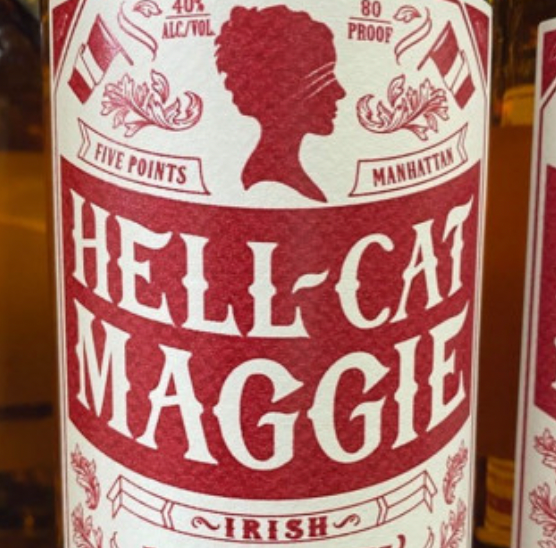 40%
ALC/VOL
80
PROOF
FIVE POINTS
MANHATTAN
HELL-CAT
MAGGIE
IRISH